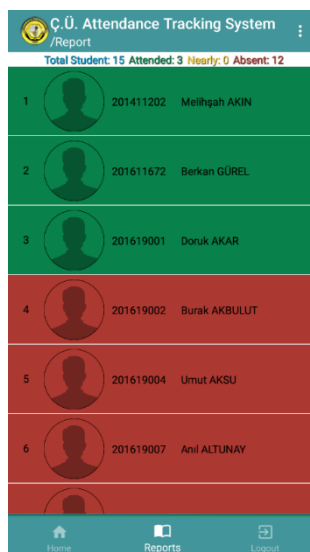 Ç.Ü. Attendance Tracking System
/Report
Total Student: 15 Attended: 3 Nearly: 0 Absent: 12
1 201411202 Melihşah AKIN
2 201611672 Berkan GÜREL
3 201619001 Doruk AKAR
4 201619002 Burak AKBULUT
5 201619004 Umut AKSU
6 201619007 Anıl ALTUNAY
Home Reports Logout